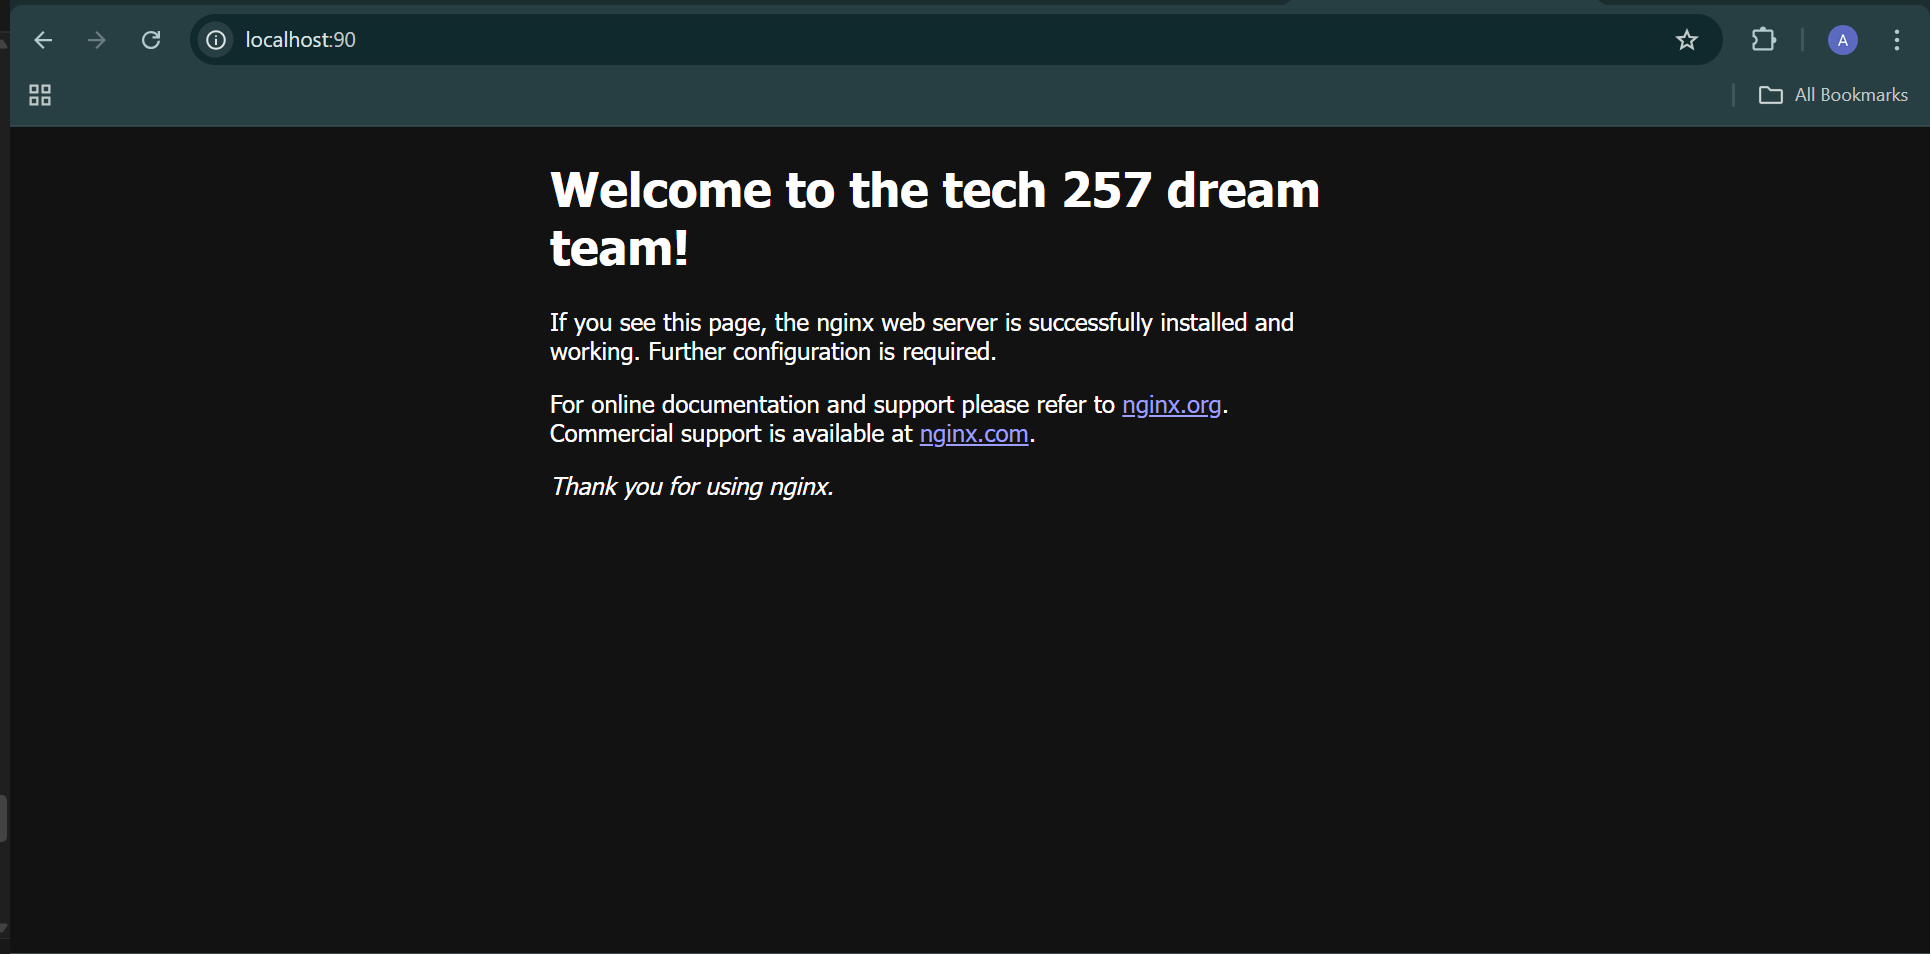 localhost:90
A
All Bookmarks
Welcome to the tech 257 dream
team!
If you see this page, the nginx web server is successfully installed and
working. Further configuration is required.
For online documentation and support please refer to nginx.org.
Commercial support is available at nginx.com.
Thank you for using nginx.